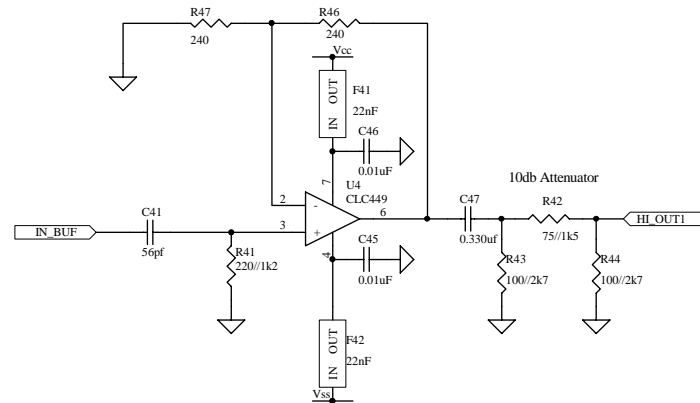 R47
240
R46
240
Vcc
IN OUT
F41
22nF
C46
0.01uF
7
U4
CLC449
2
-
3
+
6
4
C41
56pf
IN_BUF
R41
220//1k2
C45
0.01uF
IN OUT
F42
22nF
Vss
10db Attenuator
C47
0.330uf
R42
75//1k5
HI_OUT1
R43
100//2k7
R44
100//2k7